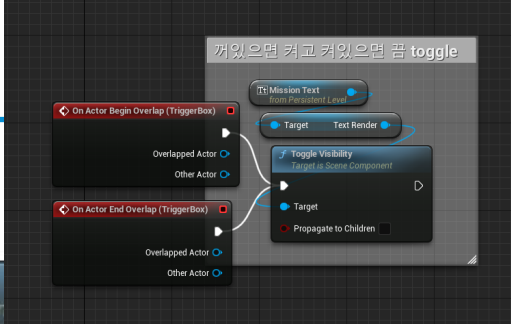 꺼있으면 켜고 켜있으면 끔 toggle
Tt Mission Text
from Persistent Level
Target Text Render
On Actor Begin Overlap (TriggerBox)
Overlapped Actor
Other Actor
f Toggle Visibility
Target is Scene Component
Target
Propagate to Children
On Actor End Overlap (TriggerBox)
Overlapped Actor
Other Actor